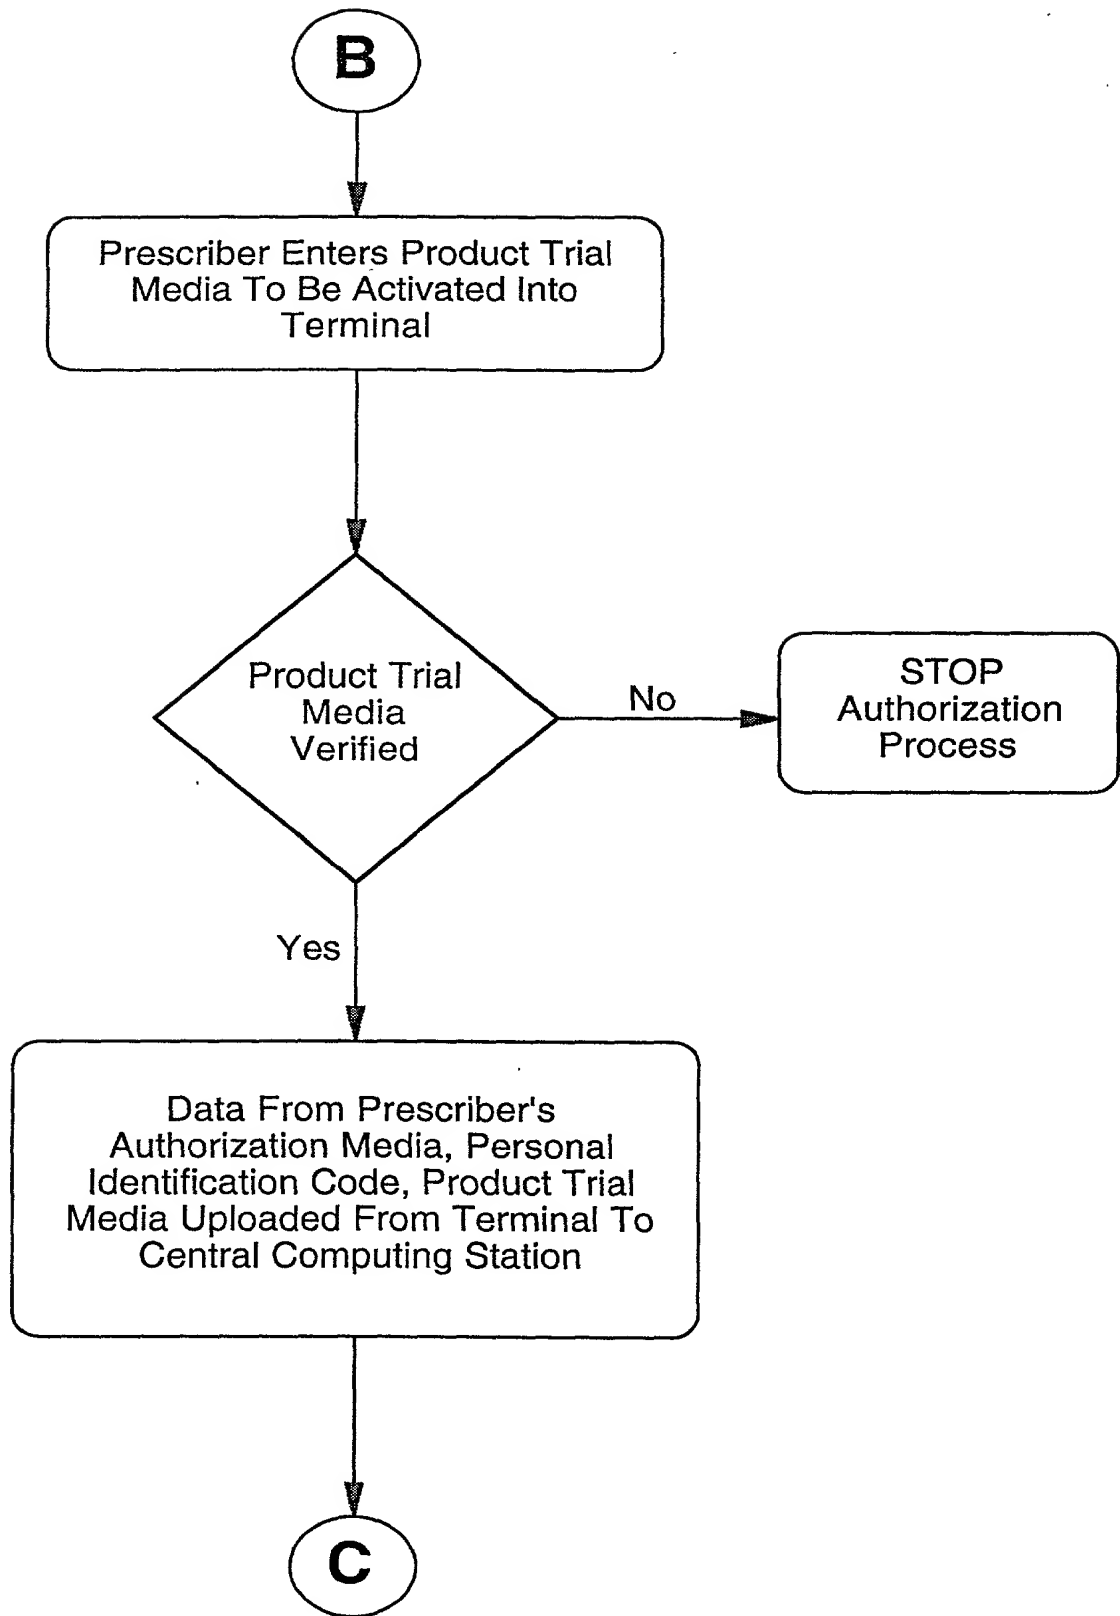 B
Prescriber Enters Product Trial
Media To Be Activated Into
Terminal
Product Trial
Media
Verified
No
STOP
Authorization
Process
Yes
Data From Prescriber's
Authorization Media, Personal
Identification Code, Product Trial
Media Uploaded From Terminal To
Central Computing Station
C